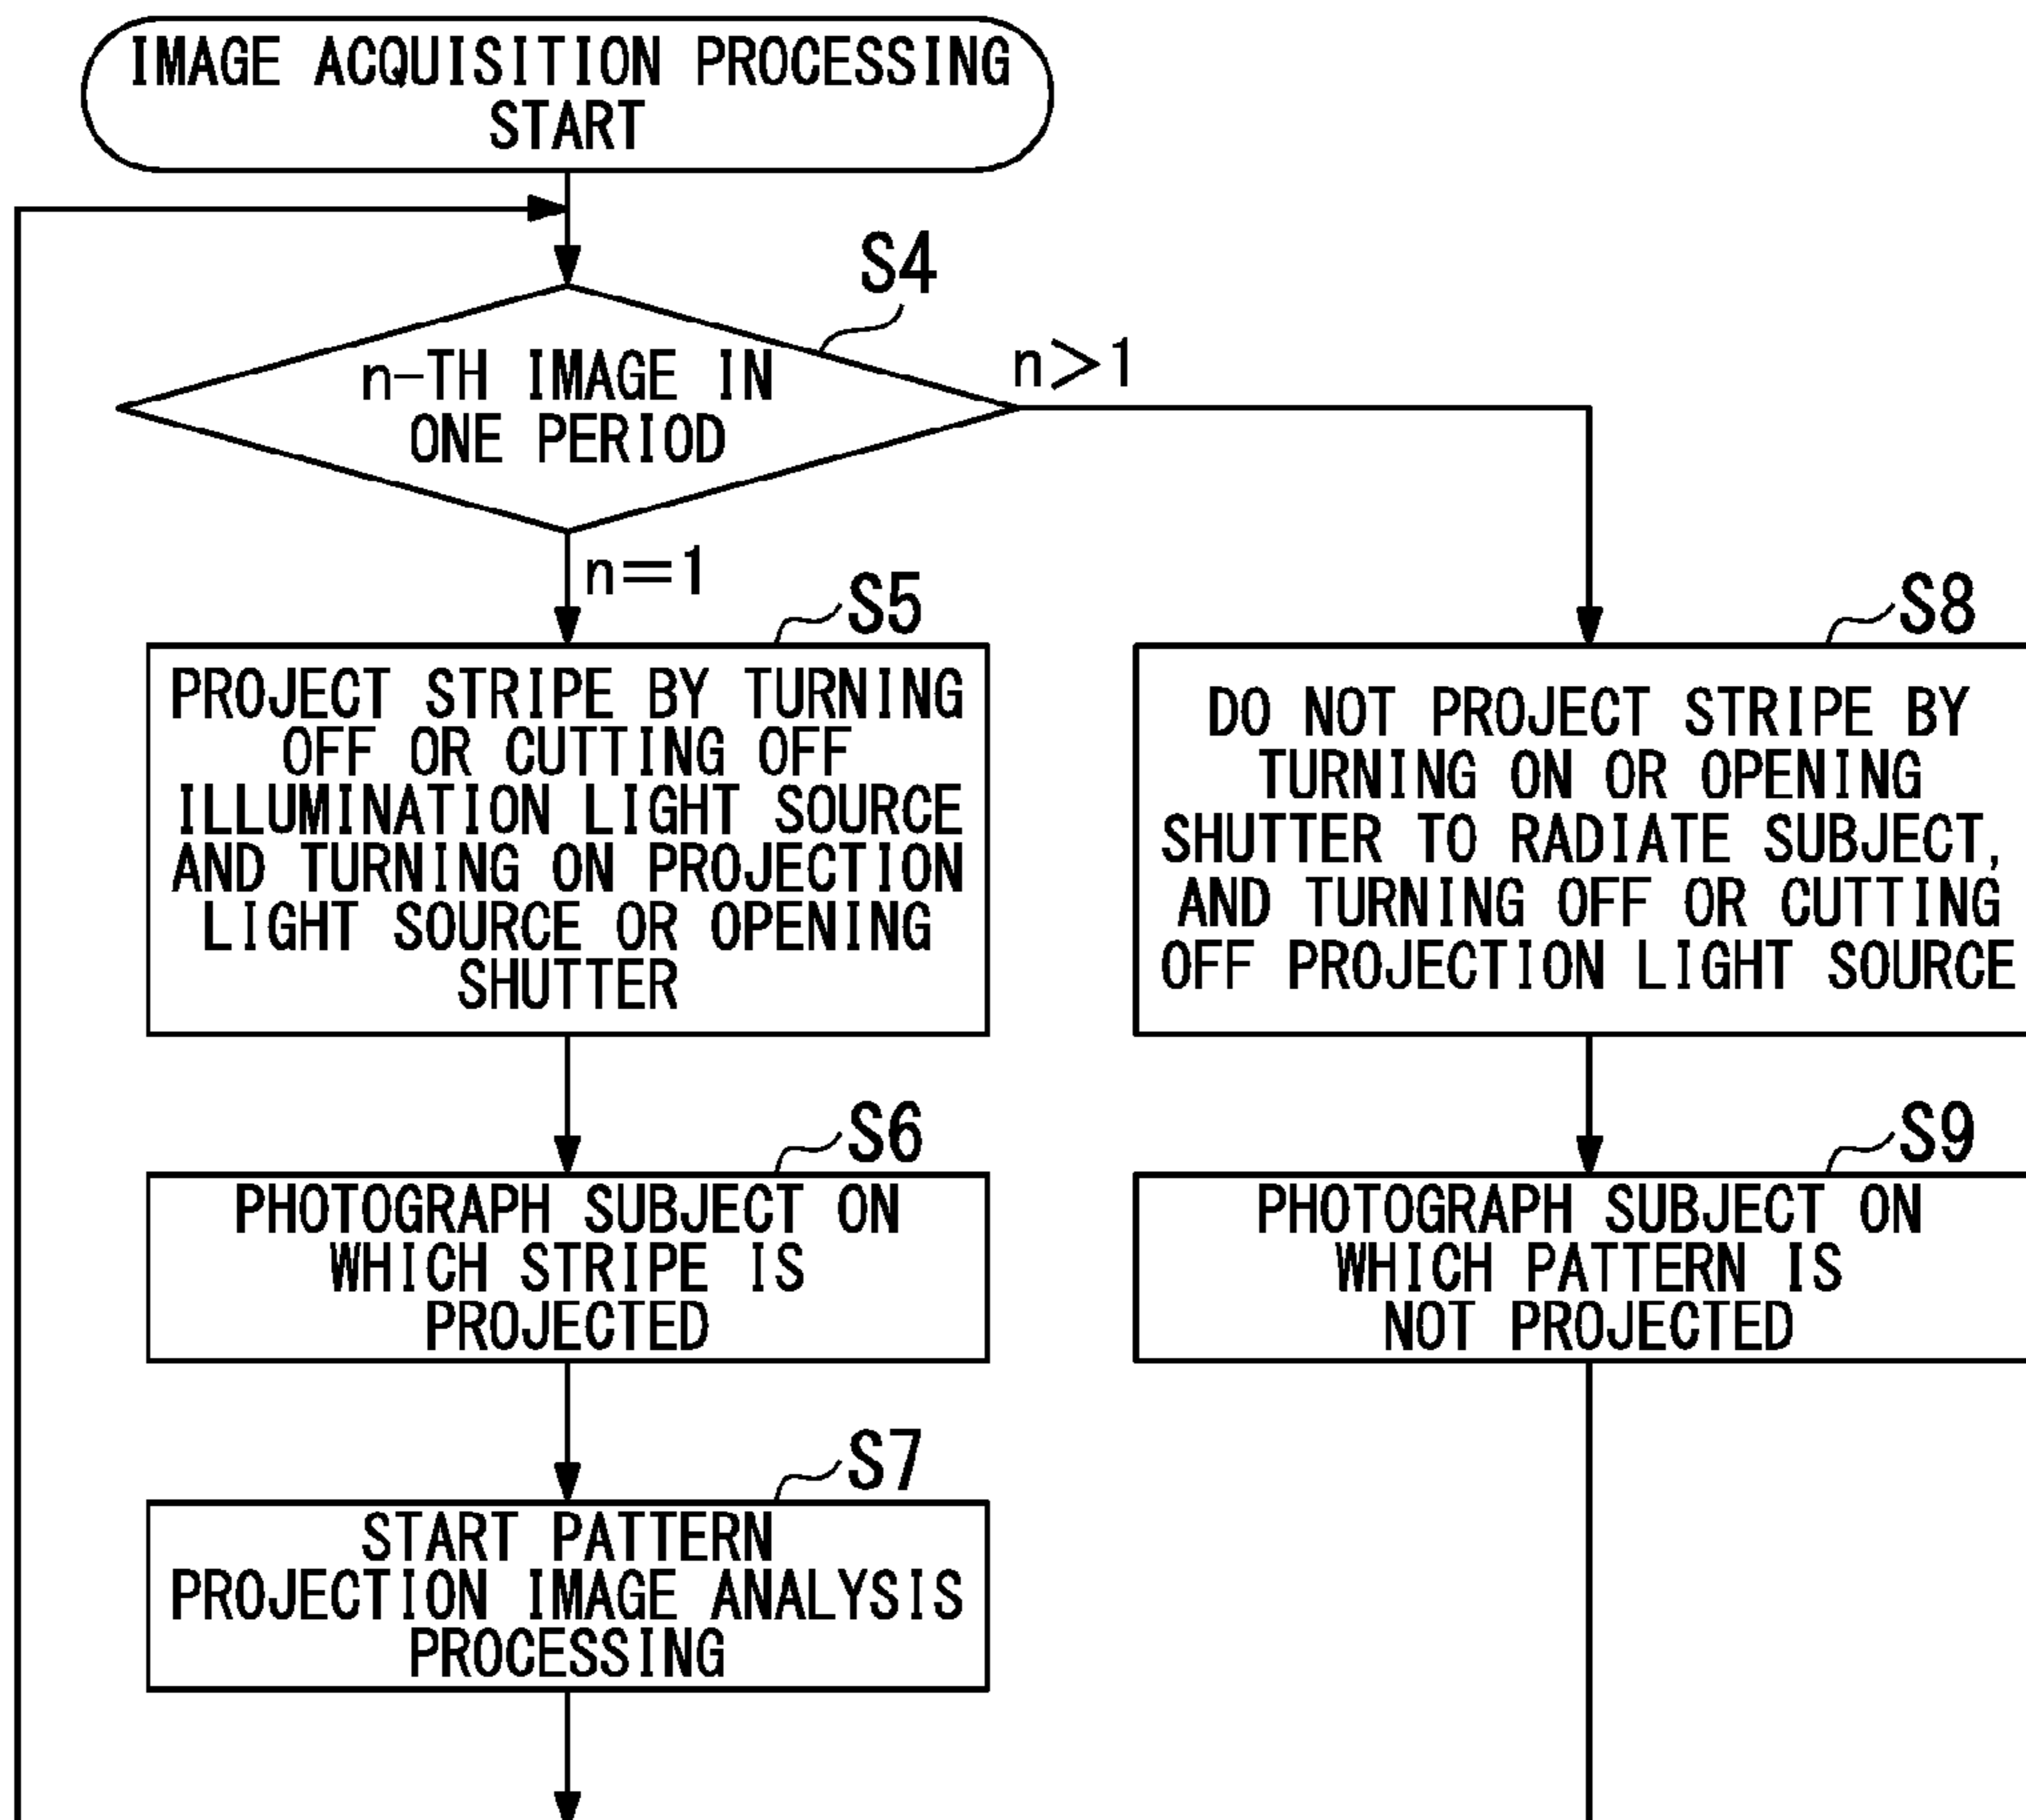 IMAGE ACQUISITION PROCESSING
START
S4
n-TH IMAGE IN
ONE PERIOD
n>1
n=1
S5
PROJECT STRIPE BY TURNING
OFF OR CUTTING OFF
ILLUMINATION LIGHT SOURCE
AND TURNING ON PROJECTION
LIGHT SOURCE OR OPENING
SHUTTER
S8
DO NOT PROJECT STRIPE BY
TURNING ON OR OPENING
SHUTTER TO RADIATE SUBJECT,
AND TURNING OFF OR CUTTING
OFF PROJECTION LIGHT SOURCE
S6
PHOTOGRAPH SUBJECT ON
WHICH STRIPE IS
PROJECTED
S9
PHOTOGRAPH SUBJECT ON
WHICH PATTERN IS
NOT PROJECTED
S7
START PATTERN
PROJECTION IMAGE ANALYSIS
PROCESSING